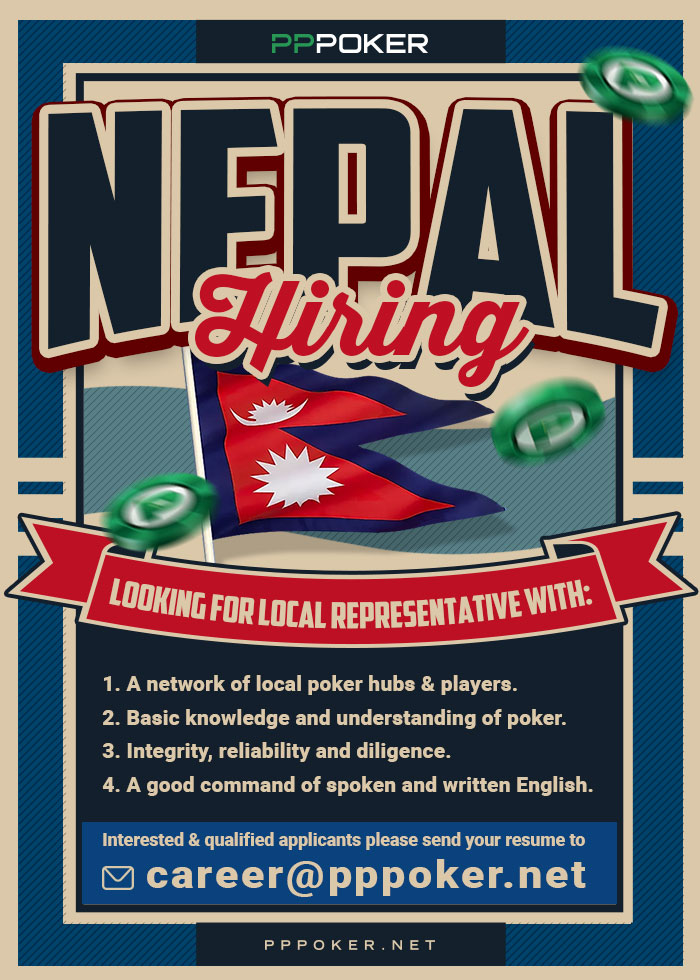 PPPOKER
NEPAL
Hiring
LOOKING FOR LOCAL REPRESENTATIVE WITH:
1. A network of local poker hubs & players.
2. Basic knowledge and understanding of poker.
3. Integrity, reliability and diligence.
4. A good command of spoken and written English.
Interested & qualified applicants please send your resume to
career@pppoker.net
PPPOKER.NET